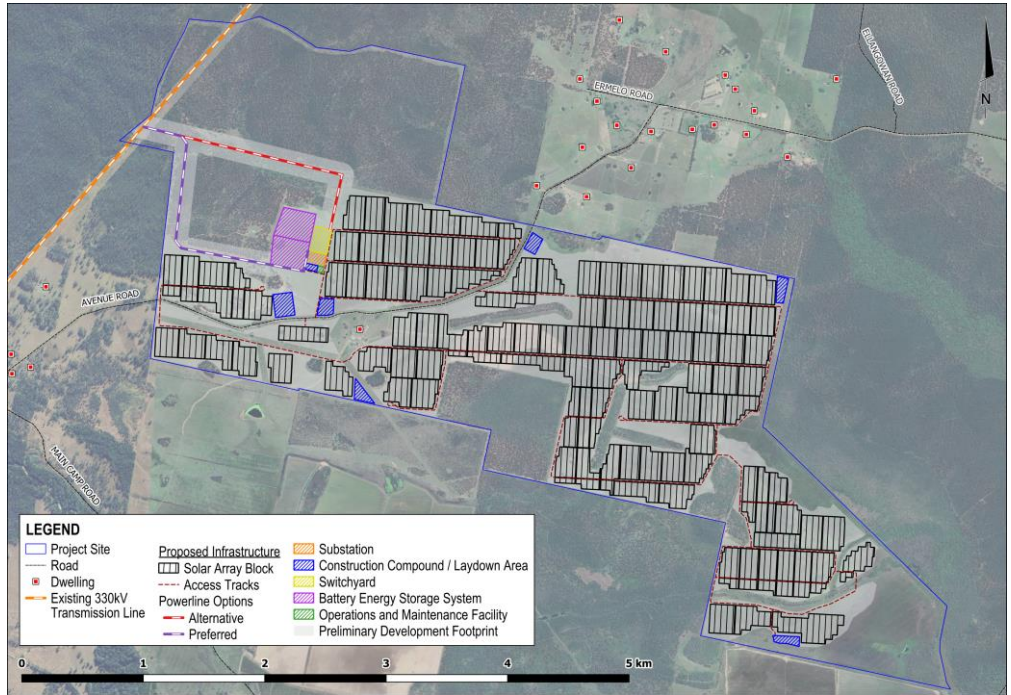 ELLANGOWAN ROAD
ERMELO ROAD
N
AVENUE ROAD
MAIN CAMP ROAD
LEGEND
Project Site
Road
Dwelling
Existing 330kV
Transmission Line
Proposed Infrastructure
Solar Array Block
Access Tracks
Powerline Options
Alternative
Preferred
Substation
Construction Compound / Laydown Area
Switchyard
Battery Energy Storage System
Operations and Maintenance Facility
Preliminary Development Footprint
0 1 2 3 4 5 km